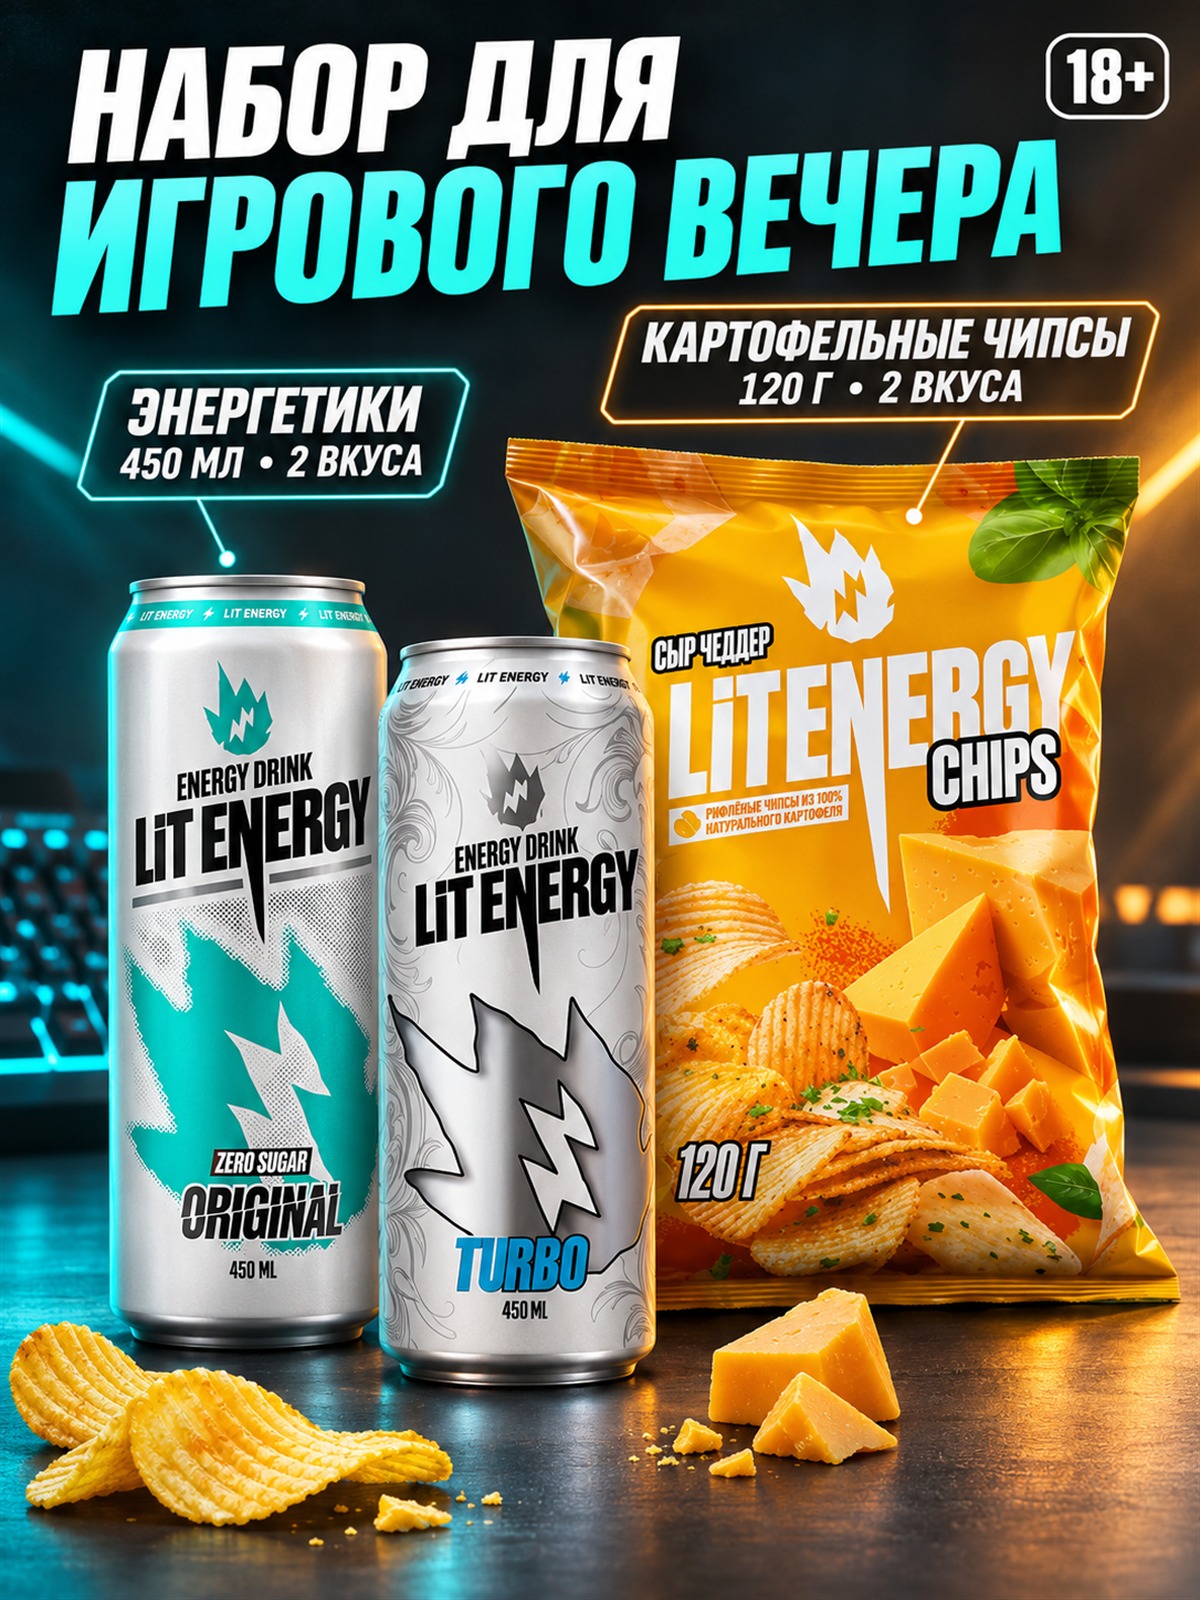 НАБОР ДЛЯ
ИГРОВОГО ВЕЧЕРА
18+
ЭНЕРГЕТИКИ
450 МЛ • 2 ВКУСА
КАРТОФЕЛЬНЫЕ ЧИПСЫ
120 Г • 2 ВКУСА
LIT ENERGY LIT ENERGY LIT ENERGY
ENERGY DRINK
LiT ENERGY
ZERO SUGAR
ORIGINAL
450 ML
LIT ENERGY LIT ENERGY LIT ENERGY
ENERGY DRINK
LiT ENERGY
TURBO
450 ML
СЫР ЧЕДДЕР
LiTENERGY
CHIPS
РИФЛЁНЫЕ ЧИПСЫ ИЗ 100%
НАТУРАЛЬНОГО КАРТОФЕЛЯ
120 Г